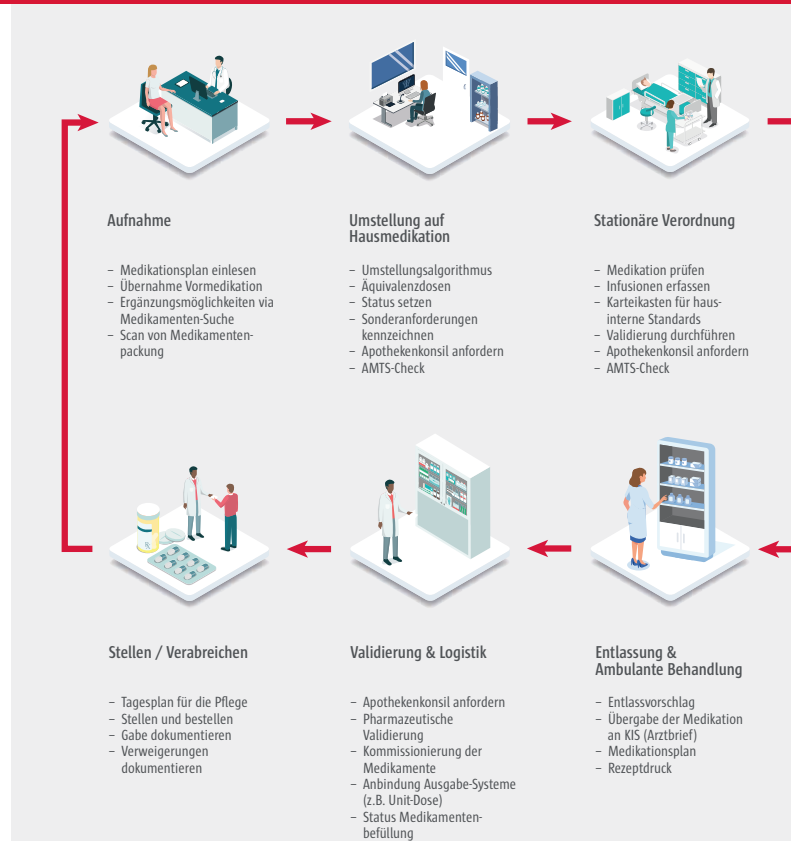 Aufnahme
– Medikationsplan einlesen
– Übernahme Vormedikation
– Ergänzungsmöglichkeiten via
Medikamenten-Suche
– Scan von Medikamenten-
packung
Umstellung auf
Hausmedikation
– Umstellungsalgorithmus
– Äquivalenzdosen
– Status setzen
– Sonderanforderungen
kennzeichnen
– Apothekenkonsil anfordern
– AMTS-Check
Stationäre Verordnung
– Medikation prüfen
– Infusionen erfassen
– Karteikasten für haus-
interne Standards
– Validierung durchführen
– Apothekenkonsil anfordern
– AMTS-Check
Stellen / Verabreichen
– Tagesplan für die Pflege
– Stellen und bestellen
– Gabe dokumentieren
– Verweigerungen
dokumentieren
Validierung & Logistik
– Apothekenkonsil anfordern
– Pharmazeutische
Validierung
– Kommissionierung der
Medikamente
– Anbindung Ausgabe-Systeme
(z.B. Unit-Dose)
– Status Medikamenten-
befüllung
Entlassung &
Ambulante Behandlung
– Entlassvorschlag
– Übergabe der Medikation
an KIS (Arztbrief)
– Medikationsplan
– Rezeptdruck